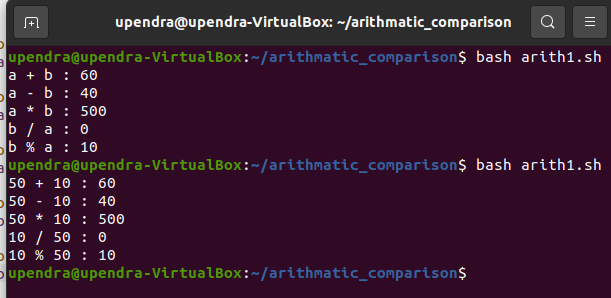 upendra@upendra-VirtualBox: ~/arithmatic_comparison
upendra@upendra-VirtualBox:~/arithmatic_comparison$ bash arith1.sh
a + b : 60
a - b : 40
a * b : 500
b / a : 0
b % a : 10
upendra@upendra-VirtualBox:~/arithmatic_comparison$ bash arith1.sh
50 + 10 : 60
50 - 10 : 40
50 * 10 : 500
10 / 50 : 0
10 % 50 : 10
upendra@upendra-VirtualBox:~/arithmatic_comparison$